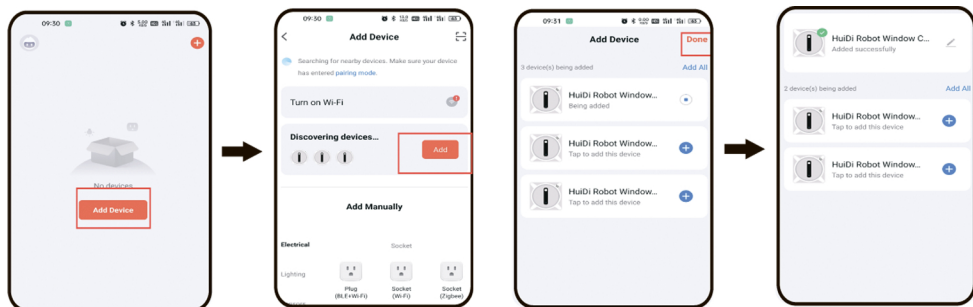 09:30
No devices
Add Device
09:30
Add Device
Searching for nearby devices. Make sure your device
has entered pairing mode.
Turn on Wi-Fi
Discovering devices...
Add
Add Manually
Electrical
Socket
Lighting
Plug
(BLE+Wi-Fi)
Socket
(Wi-Fi)
Socket
(Zigbee)
09:31
Add Device
Done
3 device(s) being added
Add All
HuiDi Robot Window...
Being added
HuiDi Robot Window...
Tap to add this device
HuiDi Robot Window...
Tap to add this device
HuiDi Robot Window C...
Added successfully
2 device(s) being added
Add All
HuiDi Robot Window...
Tap to add this device
HuiDi Robot Window...
Tap to add this device